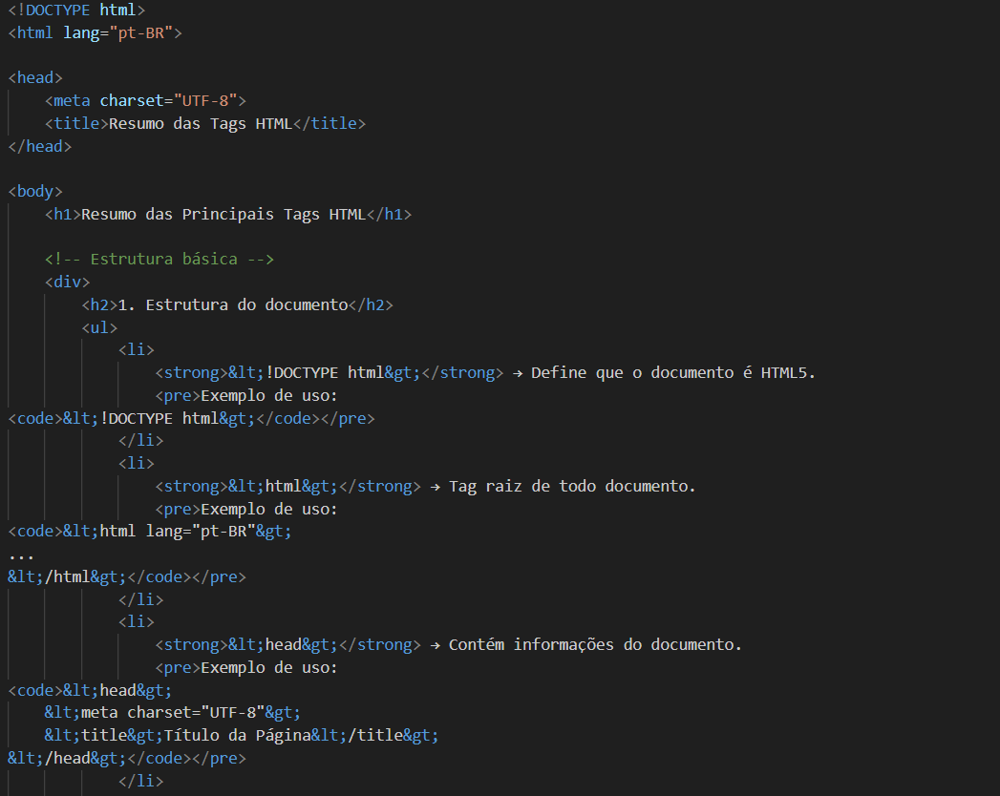 <!DOCTYPE html>
<html lang="pt-BR">

<head>
    <meta charset="UTF-8">
    <title>Resumo das Tags HTML</title>
</head>

<body>
    <h1>Resumo das Principais Tags HTML</h1>

    <!-- Estrutura básica -->
    <div>
        <h2>1. Estrutura do documento</h2>
        <ul>
            <li>
                <strong>&lt;!DOCTYPE html&gt;</strong> → Define que o documento é HTML5.
                <pre>Exemplo de uso:
<code>&lt;!DOCTYPE html&gt;</code></pre>
            </li>
            <li>
                <strong>&lt;html&gt;</strong> → Tag raiz de todo documento.
                <pre>Exemplo de uso:
<code>&lt;html lang="pt-BR"&gt;
...
&lt;/html&gt;</code></pre>
            </li>
            <li>
                <strong>&lt;head&gt;</strong> → Contém informações do documento.
                <pre>Exemplo de uso:
<code>&lt;head&gt;
    &lt;meta charset="UTF-8"&gt;
    &lt;title&gt;Título da Página&lt;/title&gt;
&lt;/head&gt;</code></pre>
            </li>